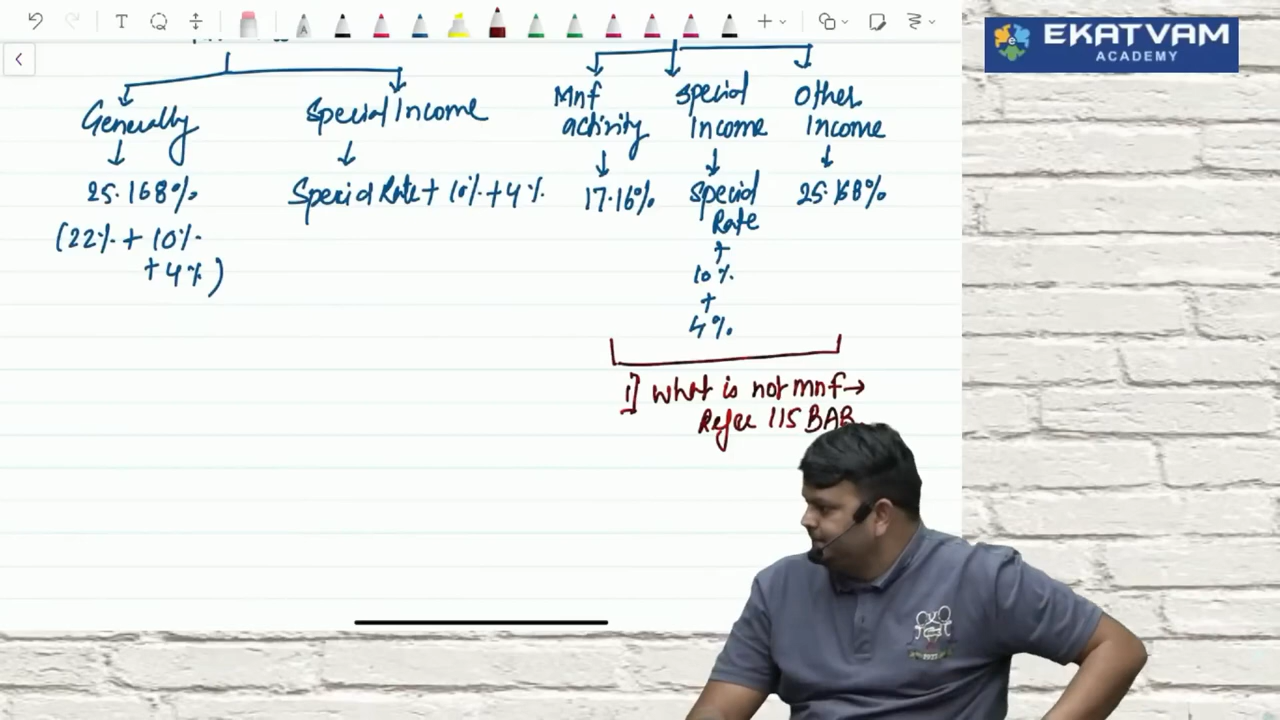 EKATVAM
ACADEMY
Generally
25.168%
(22% + 10%
+ 4%)
Special Income
Special Rate + 10% + 4%
Mnf
activity
17.16%
Special
Income
Special
Rate
+
10%
+
4%
Other
Income
25.168%
1] What is not mnf →
Refer 115 BAB
2023